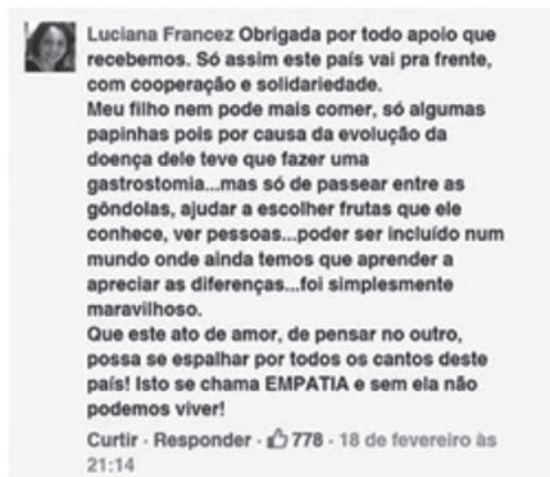 Luciana Francez Obrigada por todo apoio que
recebemos. Só assim este país vai pra frente,
com cooperação e solidariedade.
Meu filho nem pode mais comer, só algumas
papinhas pois por causa da evolução da
doença dele teve que fazer uma
gastrostomia...mas só de passear entre as
gôndolas, ajudar a escolher frutas que ele
conhece, ver pessoas...poder ser incluído num
mundo onde ainda temos que aprender a
apreciar as diferenças...foi simplesmente
maravilhoso.
Que este ato de amor, de pensar no outro,
possa se espalhar por todos os cantos deste
país! Isto se chama EMPATIA e sem ela não
podemos viver!
Curtir · Responder · 778 · 18 de fevereiro às
21:14